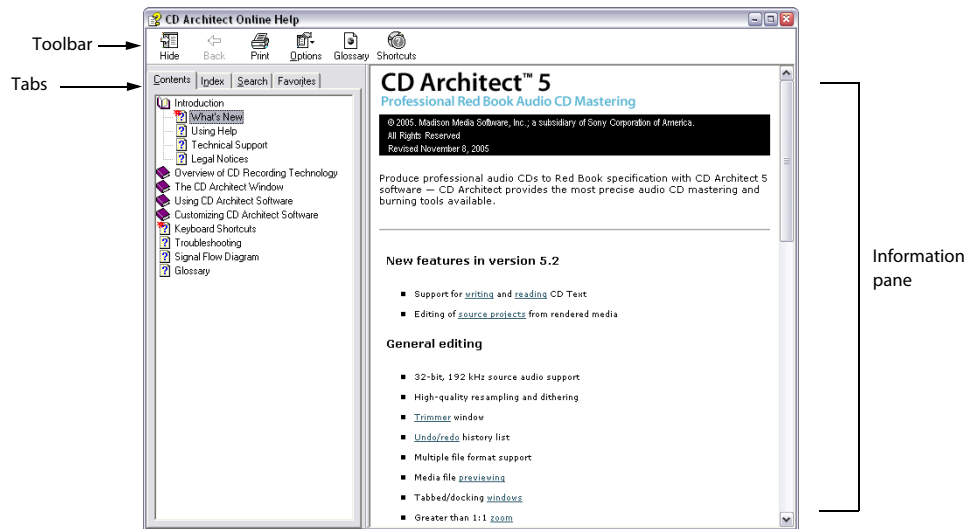 CD Architect Online Help
Toolbar
Hide Back Print Options Glossary Shortcuts
Tabs
Contents Index Search Favorites
Introduction
What's New
Using Help
Technical Support
Legal Notices
Overview of CD Recording Technology
The CD Architect Window
Using CD Architect Software
Customizing CD Architect Software
Keyboard Shortcuts
Troubleshooting
Signal Flow Diagram
Glossary
CD Architect™ 5
Professional Red Book Audio CD Mastering
© 2005. Madison Media Software, Inc.; a subsidiary of Sony Corporation of America.
All Rights Reserved
Revised November 8, 2005
Produce professional audio CDs to Red Book specification with CD Architect 5
software — CD Architect provides the most precise audio CD mastering and
burning tools available.
New features in version 5.2
Support for writing and reading CD Text
Editing of source projects from rendered media
General editing
32-bit, 192 kHz source audio support
High-quality resampling and dithering
Trimmer window
Undo/redo history list
Multiple file format support
Media file previewing
Tabbed/docking windows
Greater than 1:1 zoom
Information
pane